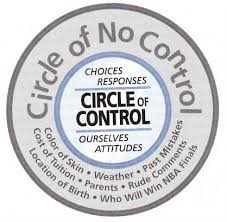 Circle of No Control
CHOICES
RESPONSES
CIRCLE OF
CONTROL
OURSELVES
ATTITUDES
Color of Skin • Weather • Past Mistakes
Cost of Tuition • Parents • Rude Comments
Location of Birth • Who Will Win NBA Finals